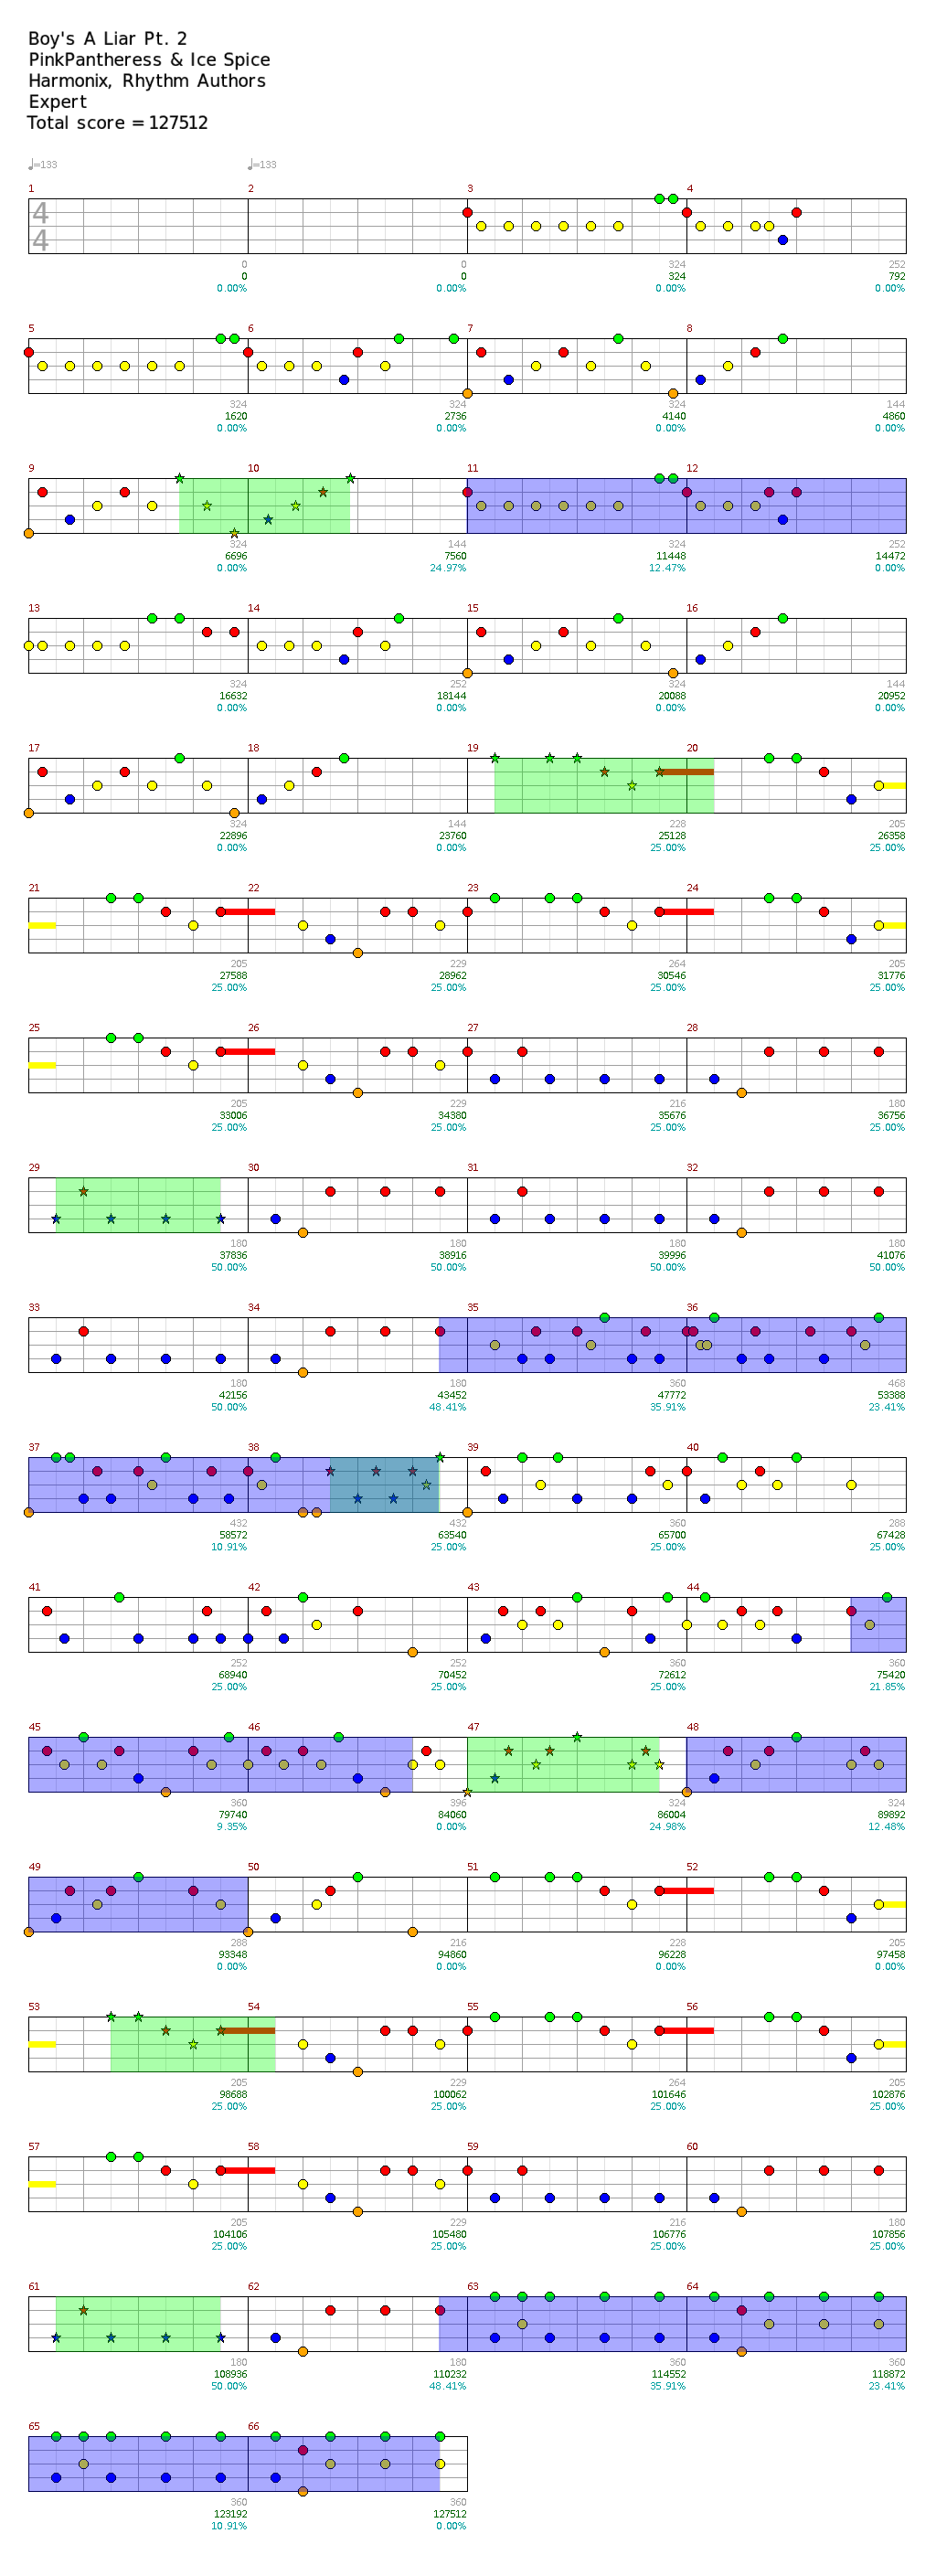 Boy's A Liar Pt. 2
PinkPantheress & Ice Spice
Harmonix, Rhythm Authors
Expert
Total score = 127512
♩=133 ♩=133
1 2 3 4
4
4
0 0 324 252
0 0 324 792
0.00% 0.00% 0.00% 0.00%
5 6 7 8
324 324 324 144
1620 2736 4140 4860
0.00% 0.00% 0.00% 0.00%
9 10 11 12
324 144 324 252
6696 7560 11448 14472
0.00% 24.97% 12.47% 0.00%
13 14 15 16
324 252 324 144
16632 18144 20088 20952
0.00% 0.00% 0.00% 0.00%
17 18 19 20
324 144 228 205
22896 23760 25128 26358
0.00% 0.00% 25.00% 25.00%
21 22 23 24
205 229 264 205
27588 28962 30546 31776
25.00% 25.00% 25.00% 25.00%
25 26 27 28
205 229 216 180
33006 34380 35676 36756
25.00% 25.00% 25.00% 25.00%
29 30 31 32
180 180 180 180
37836 38916 39996 41076
50.00% 50.00% 50.00% 50.00%
33 34 35 36
180 180 360 468
42156 43452 47772 53388
50.00% 48.41% 35.91% 23.41%
37 38 39 40
432 432 360 288
58572 63540 65700 67428
10.91% 25.00% 25.00% 25.00%
41 42 43 44
252 252 360 360
68940 70452 72612 75420
25.00% 25.00% 25.00% 21.85%
45 46 47 48
360 396 324 324
79740 84060 86004 89892
9.35% 0.00% 24.98% 12.48%
49 50 51 52
288 216 228 205
93348 94860 96228 97458
0.00% 0.00% 0.00% 0.00%
53 54 55 56
205 229 264 205
98688 100062 101646 102876
25.00% 25.00% 25.00% 25.00%
57 58 59 60
205 229 216 180
104106 105480 106776 107856
25.00% 25.00% 25.00% 25.00%
61 62 63 64
180 180 360 360
108936 110232 114552 118872
50.00% 48.41% 35.91% 23.41%
65 66
360 360
123192 127512
10.91% 0.00%